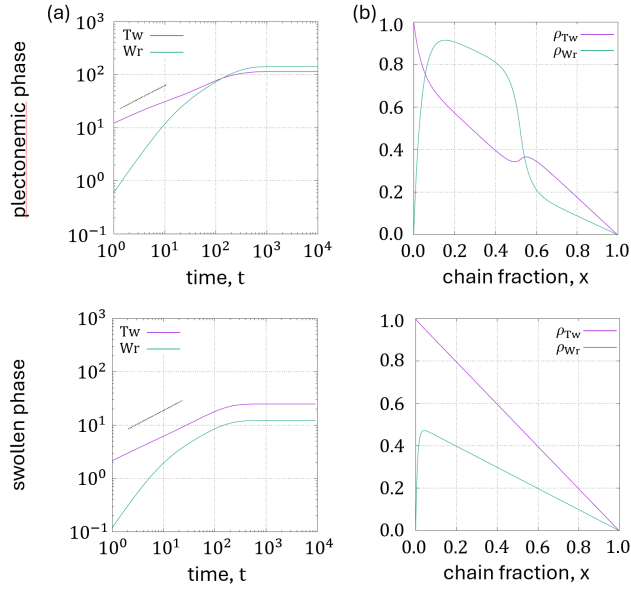 (a)
(b)
plectonemic phase
10³
10²
10¹
10⁰
10⁻¹
Tw
Wr
10⁰ 10¹ 10² 10³ 10⁴
time, t
1.0
0.8
0.6
0.4
0.2
0.0
ρTw
ρWr
0.0 0.2 0.4 0.6 0.8 1.0
chain fraction, x
swollen phase
10³
10²
10¹
10⁰
10⁻¹
Tw
Wr
10⁰ 10¹ 10² 10³ 10⁴
time, t
1.0
0.8
0.6
0.4
0.2
0.0
ρTw
ρWr
0.0 0.2 0.4 0.6 0.8 1.0
chain fraction, x